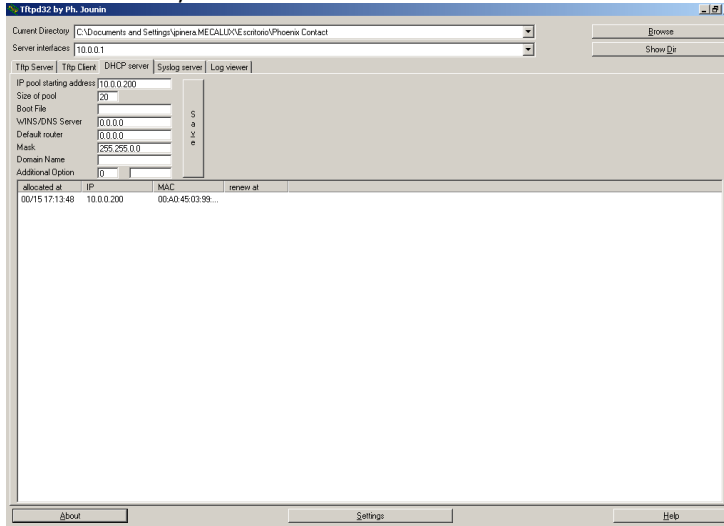 Tftpd32 by Ph. Jounin
Current Directory C:\Documents and Settings\jpinera.MECALUX\Escritorio\Phoenix Contact Browse
Server interfaces 10.0.0.1 Show Dir
Tftp Server Tftp Client DHCP server Syslog server Log viewer
IP pool starting address 10.0.0.200
Size of pool 20
Boot File
WINS/DNS Server 0.0.0.0
Default router 0.0.0.0
Mask 255.255.0.0
Domain Name
Additional Option 0
Save
allocated at IP MAC renew at
00/15 17:13:48 10.0.0.200 00:A0:45:03:99:...
About Settings Help